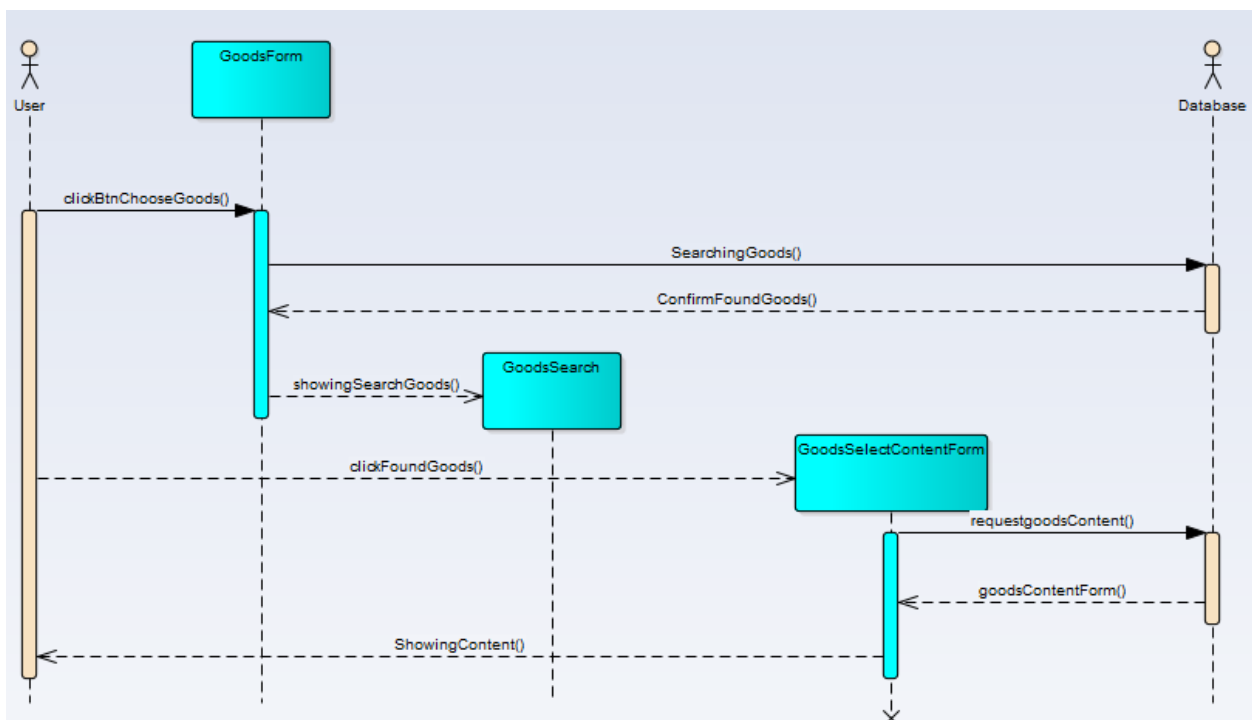 GoodsForm
User
Database
clickBtnChooseGoods()
SearchingGoods()
ConfirmFoundGoods()
GoodsSearch
showingSearchGoods()
GoodsSelectContentForm
clickFoundGoods()
requestgoodsContent()
goodsContentForm()
ShowingContent()